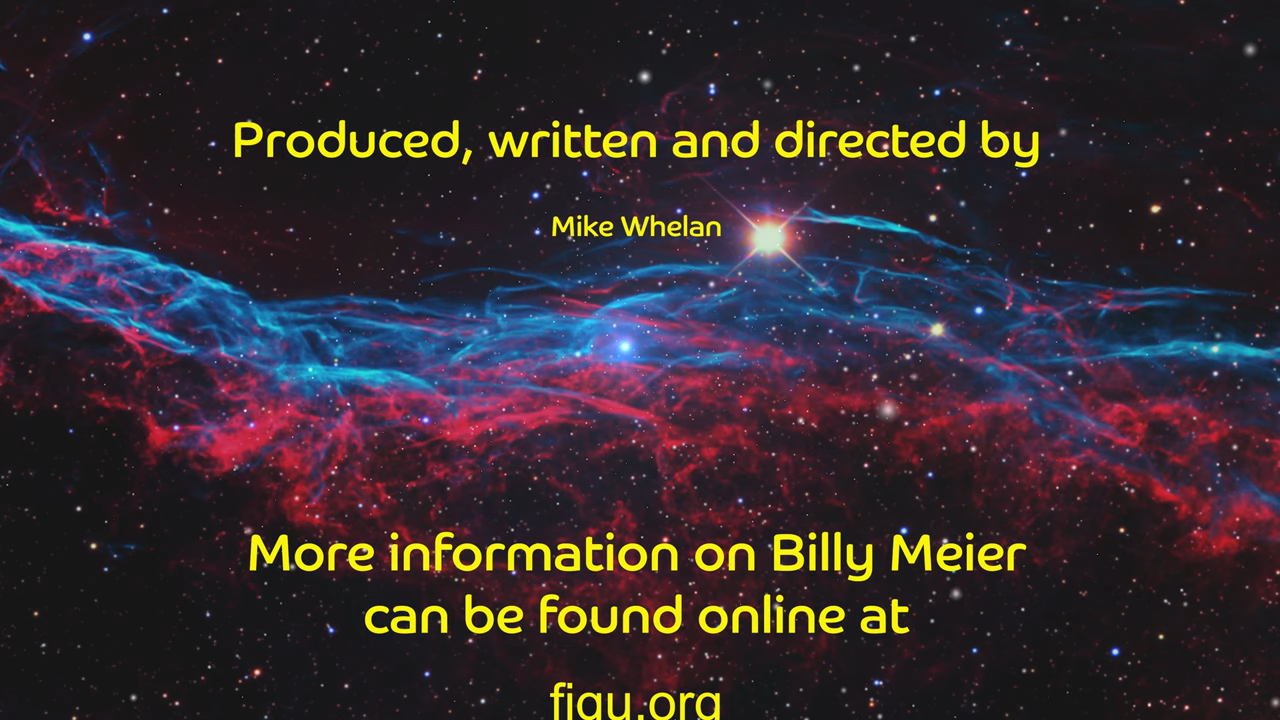 Produced, written and directed by
Mike Whelan
More information on Billy Meier
can be found online at
figu.org